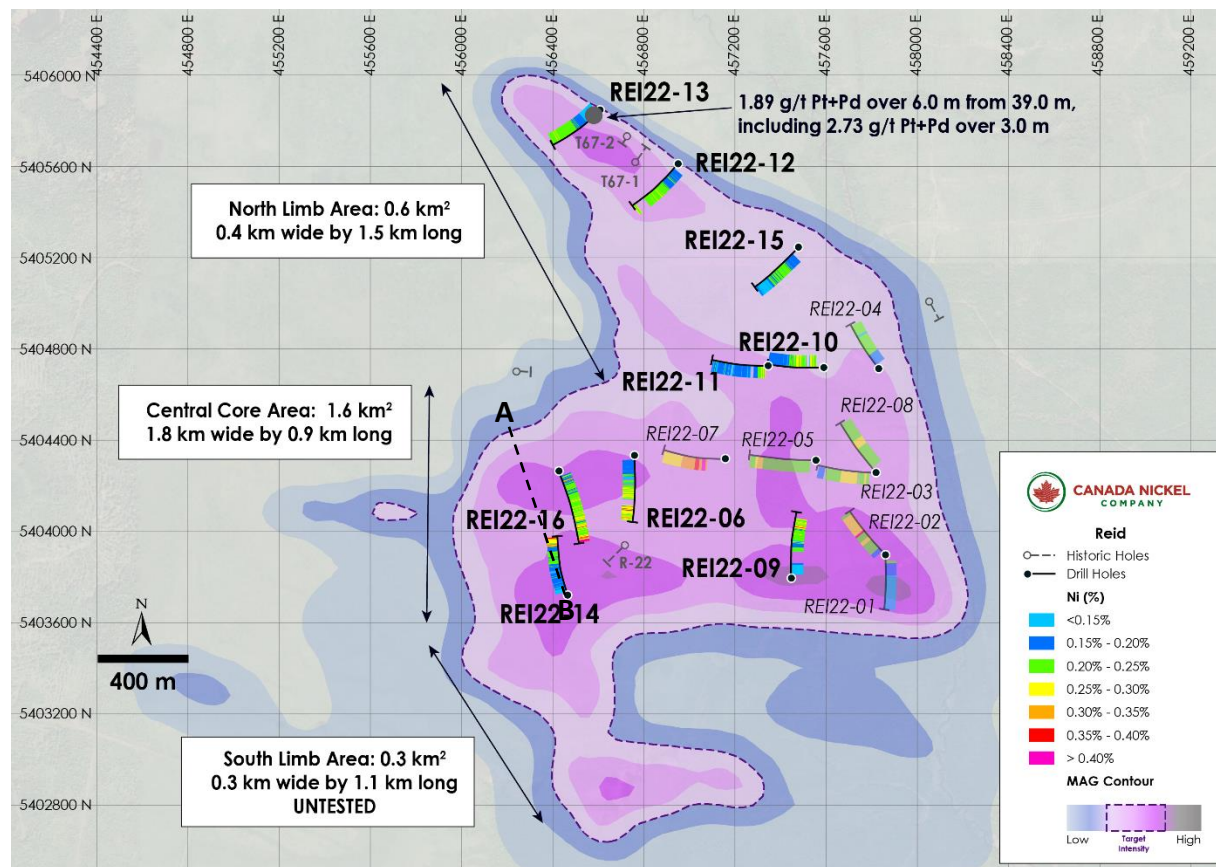 454400 E
454800 E
455200 E
455600 E
456000 E
456400 E
456800 E
457200 E
457600 E
458000 E
458400 E
458800 E
459200 E
5406000 N
5405600 N
5405200 N
5404800 N
5404400 N
5404000 N
5403600 N
5403200 N
5402800 N
REI22-13
1.89 g/t Pt+Pd over 6.0 m from 39.0 m,
including 2.73 g/t Pt+Pd over 3.0 m
T67-2
T67-1
REI22-12
North Limb Area: 0.6 km²
0.4 km wide by 1.5 km long
REI22-15
REI22-04
REI22-10
REI22-11
Central Core Area: 1.6 km²
1.8 km wide by 0.9 km long
A
REI22-07
REI22-05
REI22-08
REI22-03
REI22-16
REI22-06
REI22-02
R-22
REI22-09
REI22-01
REI22-14
B
N
400 m
South Limb Area: 0.3 km²
0.3 km wide by 1.1 km long
UNTESTED
CANADA NICKEL
COMPANY
Reid
Historic Holes
Drill Holes
Ni (%)
<0.15%
0.15% - 0.20%
0.20% - 0.25%
0.25% - 0.30%
0.30% - 0.35%
0.35% - 0.40%
> 0.40%
MAG Contour
Low
Target
Intensity
High